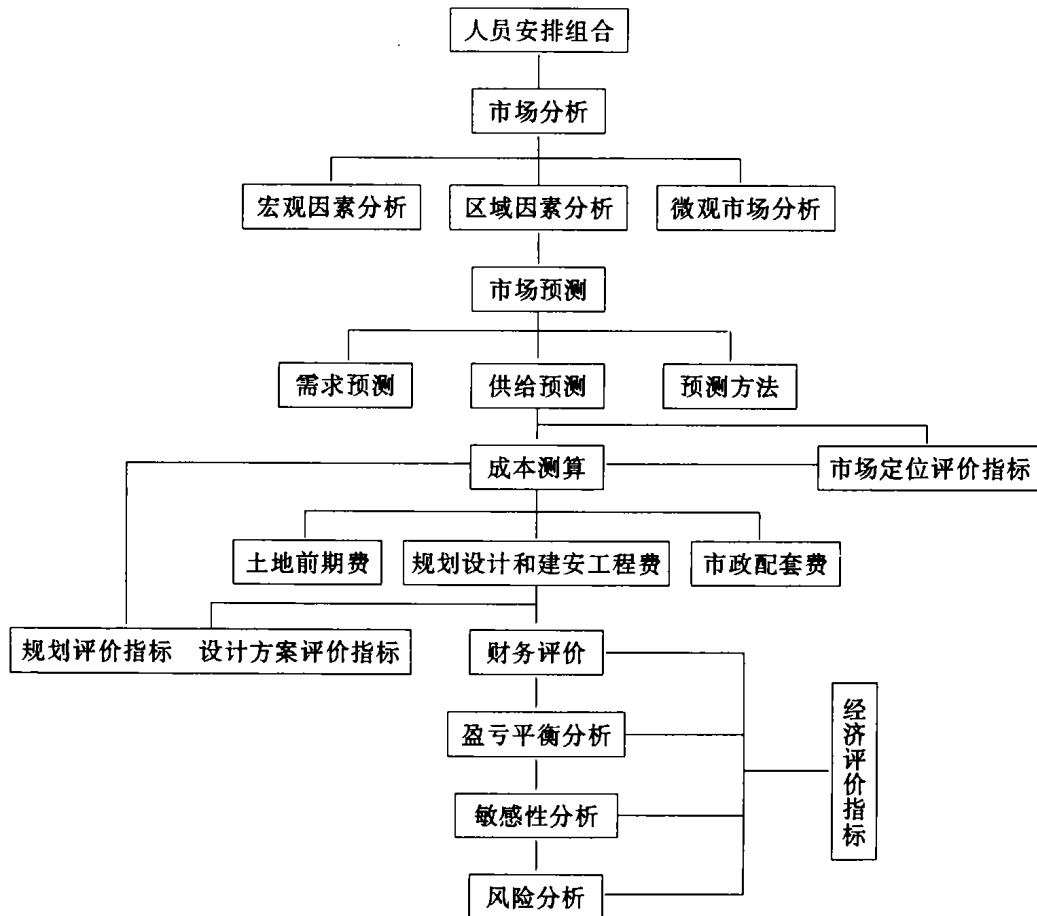 人员安排组合
市场分析
宏观因素分析
区域因素分析
微观市场分析
市场预测
需求预测
供给预测
预测方法
成本测算
市场定位评价指标
土地前期费
规划设计和建安工程费
市政配套费
规划评价指标 设计方案评价指标
财务评价
盈亏平衡分析
敏感性分析
风险分析
经济评价指标